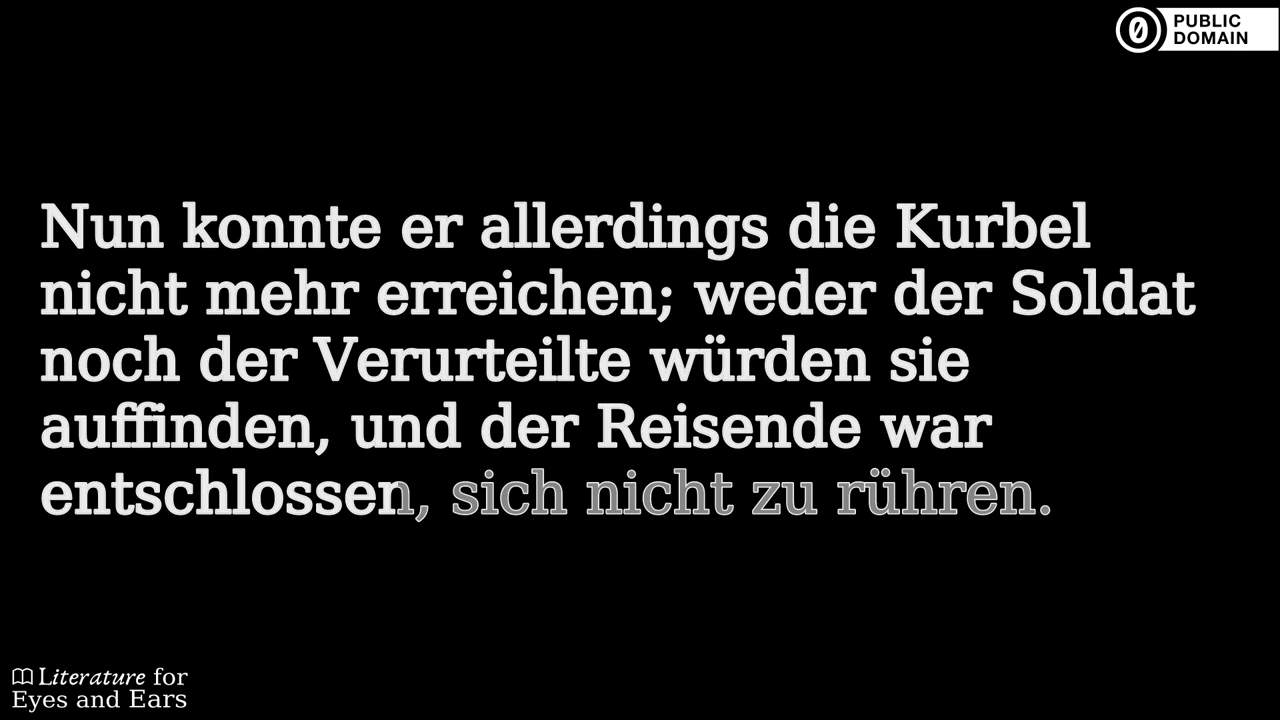 PUBLIC
DOMAIN
Nun konnte er allerdings die Kurbel
nicht mehr erreichen; weder der Soldat
noch der Verurteilte würden sie
auffinden, und der Reisende war
entschlossen, sich nicht zu rühren.
Literature for
Eyes and Ears